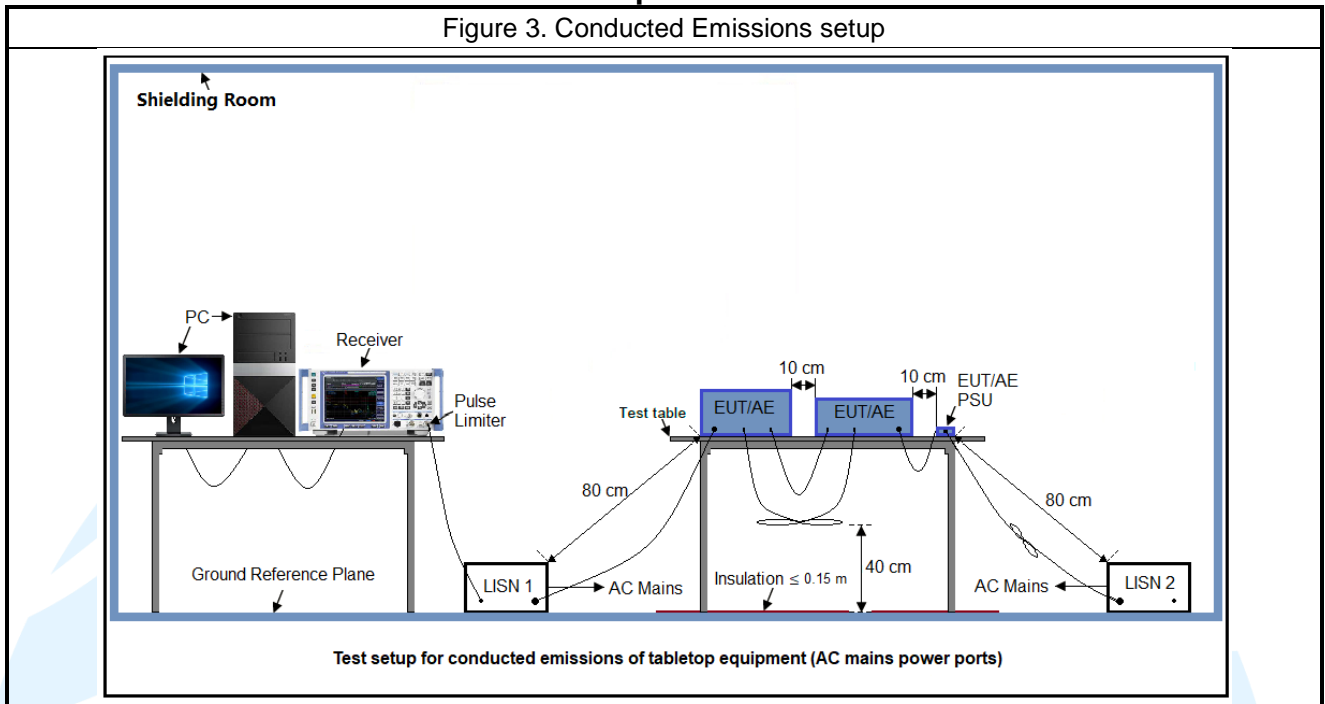 Figure 3. Conducted Emissions setup
Shielding Room
PC
Receiver
Pulse
Limiter
10 cm
10 cm
EUT/AE
PSU
Test table
EUT/AE
EUT/AE
80 cm
80 cm
40 cm
Ground Reference Plane
LISN 1
AC Mains
Insulation ≤ 0.15 m
AC Mains
LISN 2
Test setup for conducted emissions of tabletop equipment (AC mains power ports)